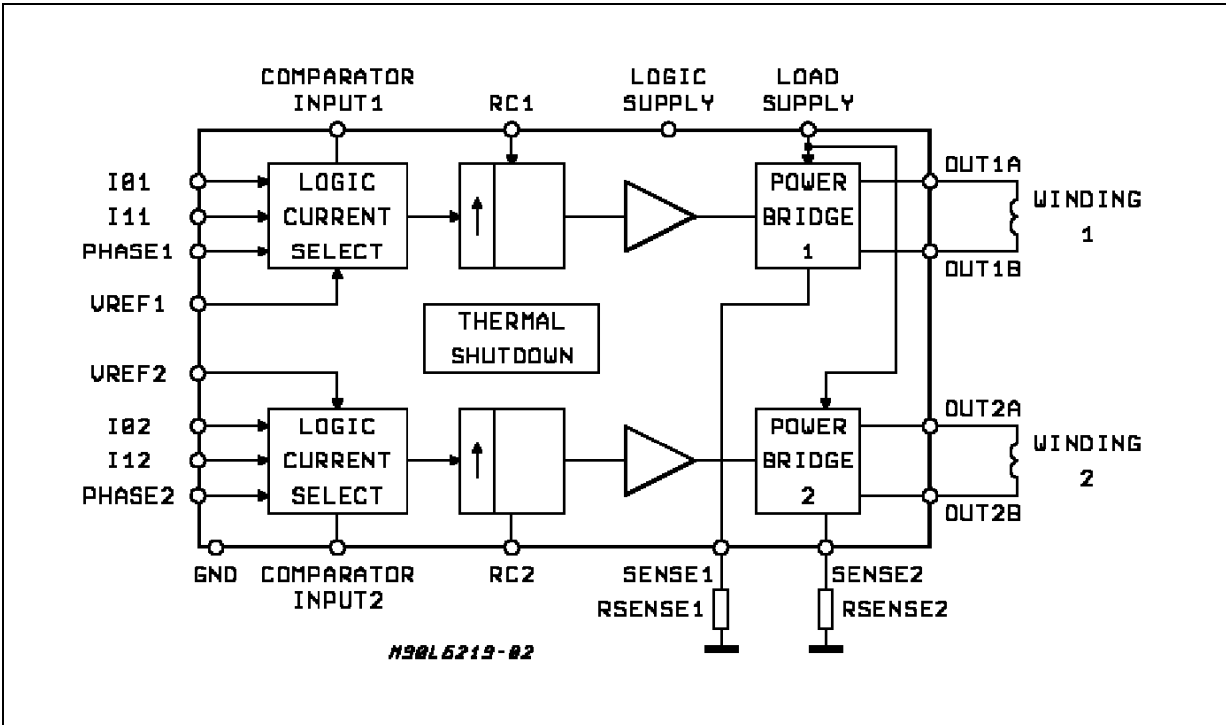 COMPARATOR
INPUT1
RC1
LOGIC
SUPPLY
LOAD
SUPPLY
I01
I11
PHASE1
VREF1
LOGIC
CURRENT
SELECT
POWER
BRIDGE
1
OUT1A
OUT1B
WINDING
1
THERMAL
SHUTDOWN
VREF2
I02
I12
PHASE2
LOGIC
CURRENT
SELECT
POWER
BRIDGE
2
OUT2A
OUT2B
WINDING
2
GND
COMPARATOR
INPUT2
RC2
SENSE1
RSENSE1
SENSE2
RSENSE2
M90L6219-02